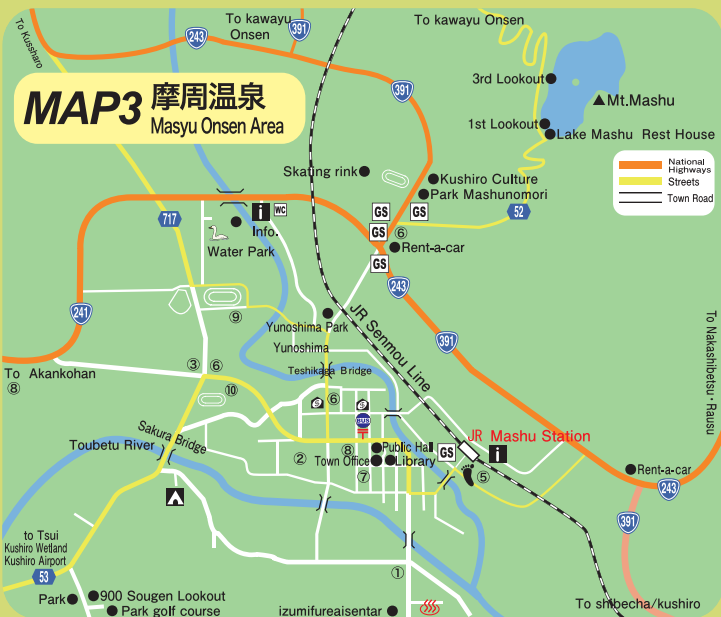 To Kussharo
243
To kawayu
Onsen
391
To kawayu Onsen
MAP3 摩周温泉
Masyu Onsen Area
391
3rd Lookout
Mt.Mashu
1st Lookout
Lake Mashu Rest House
National
Highways
Streets
Town Road
Skating rink
Kushiro Culture
Park Mashunomori
52
717
i
WC
Info.
Water Park
GS
GS
GS
⑥
Rent-a-car
GS
243
241
⑨
Yunoshima Park
Yunoshima
JR Senmou Line
391
To Nakashibetsu・Rausu
To Akankohan
⑧
③ ⑥
Teshikaga Bridge
⑩
⑥
BUS
〒
Sakura Bridge
Toubetu River
②
⑧
Public Hall
Town Office
Library
⑦
GS
JR Mashu Station
i
⑤
Rent-a-car
243
391
to Tsui
Kushiro Wetland
Kushiro Airport
53
①
Park
900 Sougen Lookout
Park golf course
izumifureaisentar
To shibecha/kushiro